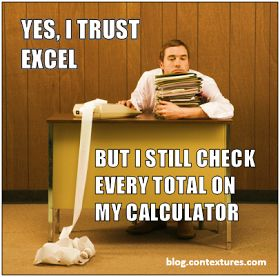 YES, I TRUST
EXCEL
BUT I STILL CHECK
EVERY TOTAL ON
MY CALCULATOR
blog.contextures.com